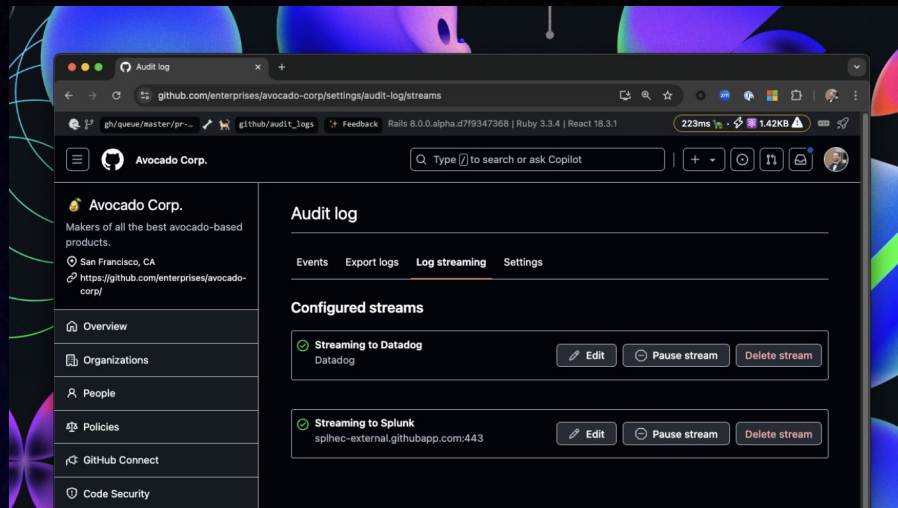 Audit log
github.com/enterprises/avocado-corp/settings/audit-log/streams
gh/queue/master/pr-… github/audit_logs Feedback Rails 8.0.0.alpha.d7f9347368 | Ruby 3.3.4 | React 18.3.1 223ms · 1.42KB
Avocado Corp. Type / to search or ask Copilot
Avocado Corp.
Makers of all the best avocado-based
products.
San Francisco, CA
https://github.com/enterprises/avocado-
corp/
Overview
Organizations
People
Policies
GitHub Connect
Code Security
Audit log
Events Export logs Log streaming Settings
Configured streams
Streaming to Datadog
Datadog
Edit Pause stream Delete stream
Streaming to Splunk
splhec-external.githubapp.com:443
Edit Pause stream Delete stream